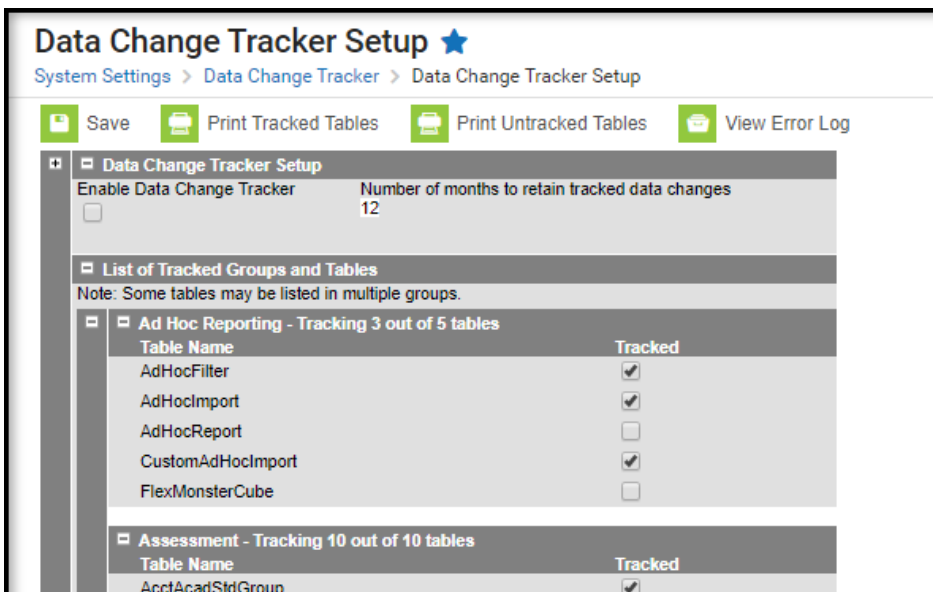 Data Change Tracker Setup
System Settings > Data Change Tracker > Data Change Tracker Setup
Save Print Tracked Tables Print Untracked Tables View Error Log
Data Change Tracker Setup
Enable Data Change Tracker Number of months to retain tracked data changes
12
List of Tracked Groups and Tables
Note: Some tables may be listed in multiple groups.
Ad Hoc Reporting - Tracking 3 out of 5 tables
Table Name Tracked
AdHocFilter
AdHocImport
AdHocReport
CustomAdHocImport
FlexMonsterCube
Assessment - Tracking 10 out of 10 tables
Table Name Tracked
AcctAcadStdGroup